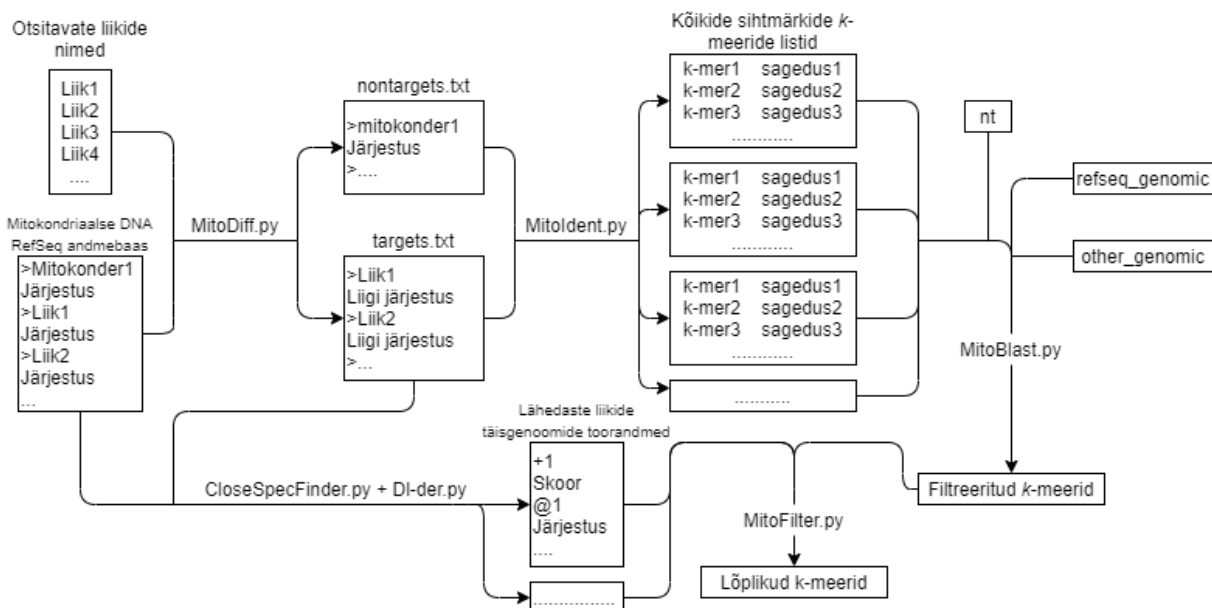 Otsitavate liikide
nimed
Liik1
Liik2
Liik3
Liik4
....
Mitokondriaalse DNA
RefSeq andmebaas
>Mitokonder1
Järjestus
>Liik1
Järjestus
>Liik2
Järjestus
...
MitoDiff.py
nontargets.txt
>mitokonder1
Järjestus
>....
targets.txt
>Liik1
Liigi järjestus
>Liik2
Liigi järjestus
>...
MitoIdent.py
Kõikide sihtmärkide k-
meeride listid
k-mer1 sagedus1
k-mer2 sagedus2
k-mer3 sagedus3
............
k-mer1 sagedus1
k-mer2 sagedus2
k-mer3 sagedus3
............
k-mer1 sagedus1
k-mer2 sagedus2
k-mer3 sagedus3
............
............
nt
refseq_genomic
other_genomic
MitoBlast.py
Filtreeritud k-meerid
CloseSpecFinder.py + Dl-der.py
Lähedaste liikide
täisgenoomide toorandmed
+1
Skoor
@1
Järjestus
....
................
MitoFilter.py
Lõplikud k-meerid